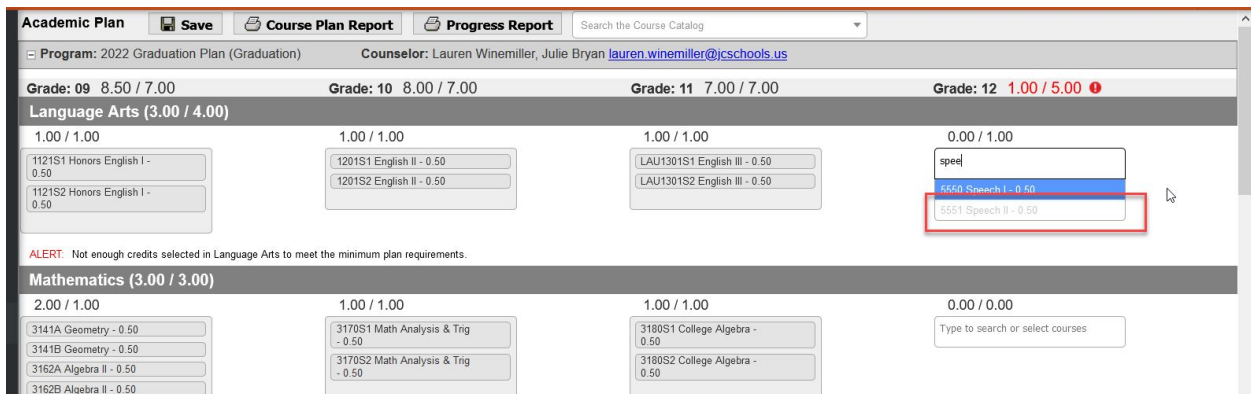 Academic Plan Save Course Plan Report Progress Report Search the Course Catalog
Program: 2022 Graduation Plan (Graduation) Counselor: Lauren Winemiller, Julie Bryan lauren.winemiller@jcschools.us
Grade: 09 8.50 / 7.00 Grade: 10 8.00 / 7.00 Grade: 11 7.00 / 7.00 Grade: 12 1.00 / 5.00
Language Arts (3.00 / 4.00)
1.00 / 1.00 1.00 / 1.00 1.00 / 1.00 0.00 / 1.00
1121S1 Honors English I -
0.50
1121S2 Honors English I -
0.50
1201S1 English II - 0.50
1201S2 English II - 0.50
LAU1301S1 English III - 0.50
LAU1301S2 English III - 0.50
spee
5550 Speech I - 0.50
5551 Speech II - 0.50
ALERT: Not enough credits selected in Language Arts to meet the minimum plan requirements.
Mathematics (3.00 / 3.00)
2.00 / 1.00 1.00 / 1.00 1.00 / 1.00 0.00 / 0.00
3141A Geometry - 0.50
3141B Geometry - 0.50
3162A Algebra II - 0.50
3162B Algebra II - 0.50
3170S1 Math Analysis & Trig
- 0.50
3170S2 Math Analysis & Trig
- 0.50
3180S1 College Algebra -
0.50
3180S2 College Algebra -
0.50
Type to search or select courses